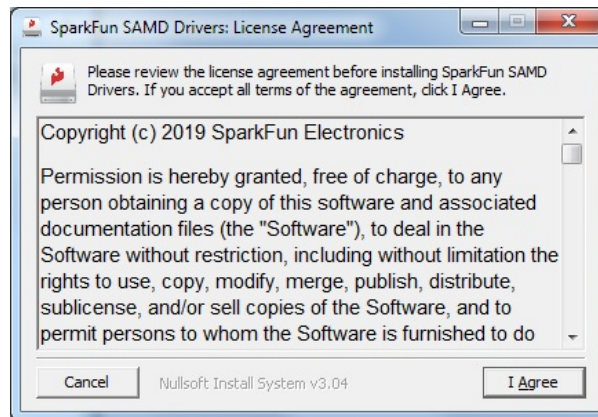 SparkFun SAMD Drivers: License Agreement
Please review the license agreement before installing SparkFun SAMD
Drivers. If you accept all terms of the agreement, click I Agree.
Copyright (c) 2019 SparkFun Electronics
Permission is hereby granted, free of charge, to any
person obtaining a copy of this software and associated
documentation files (the "Software"), to deal in the
Software without restriction, including without limitation the
rights to use, copy, modify, merge, publish, distribute,
sublicense, and/or sell copies of the Software, and to
permit persons to whom the Software is furnished to do
Cancel
Nullsoft Install System v3.04
I Agree